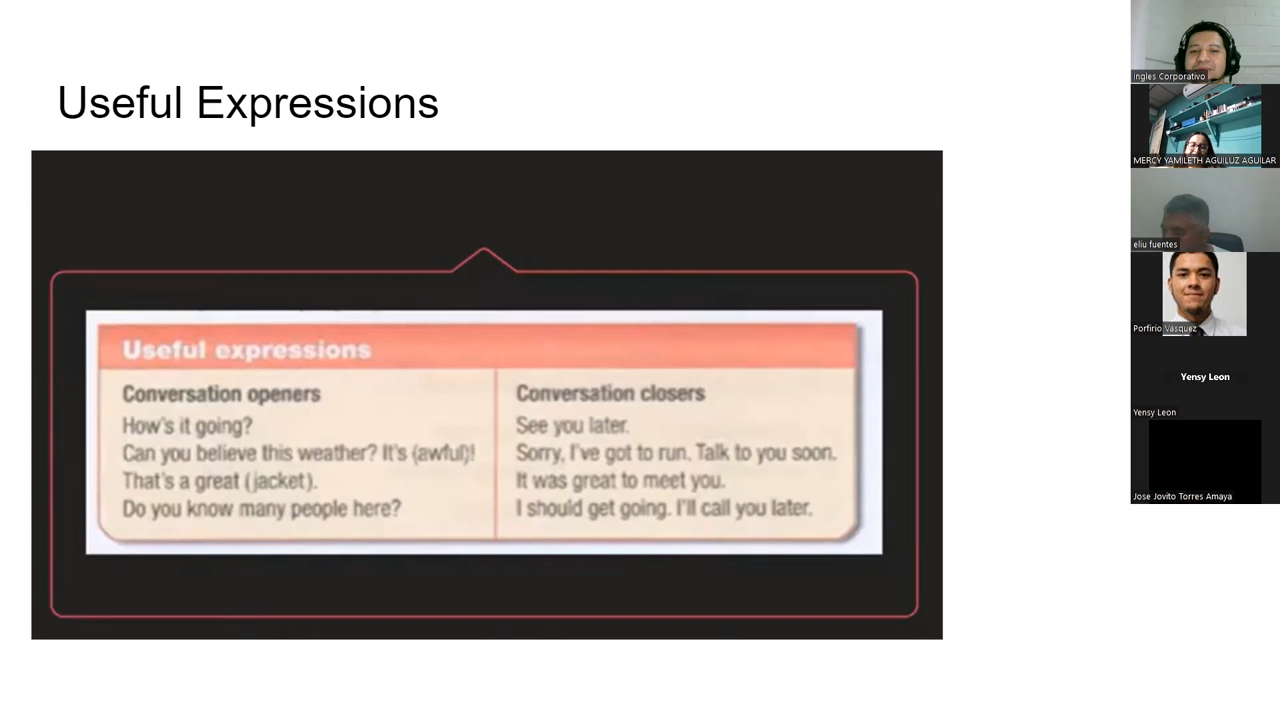 Useful Expressions
Useful expressions
Conversation openers
How's it going?
Can you believe this weather? It's (awful)!
That's a great (jacket).
Do you know many people here?
Conversation closers
See you later.
Sorry, I've got to run. Talk to you soon.
It was great to meet you.
I should get going. I'll call you later.
Ingles Corporativo
MERCY YAMILETH AGUILUZ AGUILAR
eliu fuentes
Porfirio Vasquez
Yensy Leon
Yensy Leon
Jose Jovito Torres Amaya